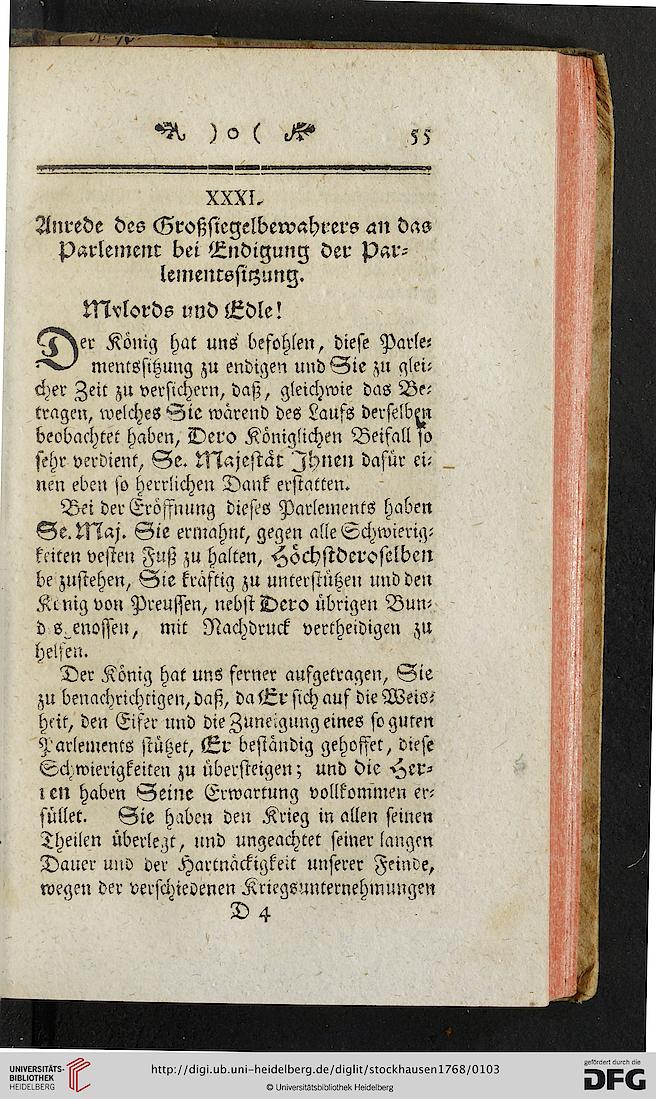 ) o ( 55
XXXI.
Anrede des Großsiegelbewahrers an das
Parlement bei Endigung der Par-
lementssitzung.
Mylords und Edle!
Der König hat uns befohlen, diese Parle-
mentssitzung zu endigen und Sie zu glei-
cher Zeit zu versichern, daß, gleichwie das Be-
tragen, welches Sie wärend des Laufs derselben
beobachtet haben, Dero Königlichen Beifall so
sehr verdient, Se. Majestät Ihnen dafür ei-
nen eben so herrlichen Dank erstatten.
Bei der Eröffnung dieses Parlements haben
Se. Maj. Sie ermahnt, gegen alle Schwierig-
keiten vesten Fuß zu halten, Höchstderoselben
be zustehen, Sie kräftig zu unterstützen und den
König von Preussen, nebst Dero übrigen Bun-
d s enossen, mit Nachdruck vertheidigen zu
helfen.
Der König hat uns ferner aufgetragen, Sie
zu benachrichtigen, daß, da Er sich auf die Weis-
heit, den Eifer und die Zuneigung eines so guten
Parlements stützet, Er beständig gehoffet, diese
Schwierigkeiten zu übersteigen; und die Her-
ren haben Seine Erwartung vollkommen er-
füllet. Sie haben den Krieg in allen seinen
Theilen überlegt, und ungeachtet seiner langen
Dauer und der Hartnäckigkeit unserer Feinde,
wegen der verschiedenen Kriegsunternehmungen
D 4
UNIVERSITÄTS-
BIBLIOTHEK
HEIDELBERG
http://digi.ub.uni-heidelberg.de/diglit/stockhausen1768/0103
© Universitätsbibliothek Heidelberg
gefördert durch die
DFG